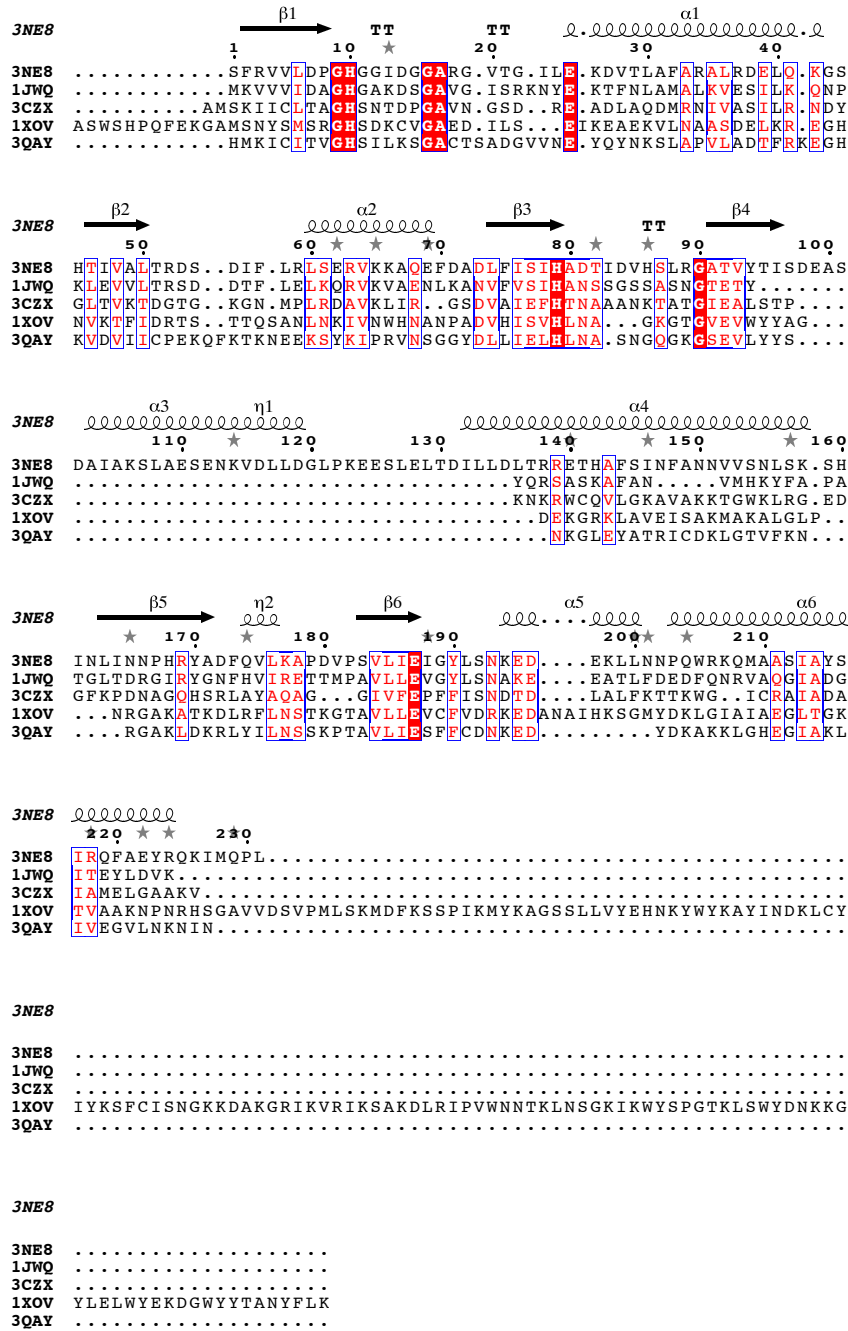 β1 α1
3NE8 TT TT
1 10 20 30 40
3NE8 ............SFRVVLDPGHGGIDGGARG.VTG.ILE.KDVTLAFARALRDELQ.KGS
1JWQ ............MKVVVIDAGHGAKDSGAVG.ISRKNYE.KTFNLAMALKVESILK.QNP
3CZX ..........AMSKIICLTAGHSNTDPGAVN.GSD..RE.ADLAQDMRNIVASILR.NDY
1XOV ASWSHPQFEKGAMSNYSMSRGHSDKCVGAED.ILS...EIKEAEKVLNAASDELKR.EGH
3QAY ............HMKICITVGHSILKSGACTSADGVVNE.YQYNKSLAPVLADTFRKEGH
β2 α2 β3 β4
3NE8 TT
50 60 70 80 90 100
3NE8 HTIVALTRDS..DIF.LRLSERVKKAQEFDADLFISIHADTIDVHSLRGATVYTISDEAS
1JWQ KLEVVLTRSD..DTF.LELKQRVKVAENLKANVFVSIHANSSGSSASNGTETY.......
3CZX GLTVKTDGTG..KGN.MPLRDAVKLIR..GSDVAIEFHTNAAANKTATGIEALSTP....
1XOV NVKTFIDRTS..TTQSANLNKIVNWHNANPADVHISVHLNA...GKGTGVEVWYYAG...
3QAY KVDVIICPEKQFKTKNEEKSYKIPRVNSGGYDLLIELHLNA.SNGQGKGSEVLYYS....
α3 η1 α4
3NE8
110 120 130 140 150 160
3NE8 DAIAKSLAESENKVDLLDGLPKEESLELTDILLDLTRRETHAFSINFANNVVSNLSK.SH
1JWQ ..................................YQRSASKAFAN.....VMHKYFA.PA
3CZX ..................................KNKRWCQVLGKAVAKKTGWKLRG.ED
1XOV ....................................DEKGRKLAVEISAKMAKALGLP..
3QAY .....................................NKGLEYATRICDKLGTVFKN...
β5 η2 β6 α5 α6
3NE8 ....
170 180 190 200 210
3NE8 INLINNPHRYADFQVLKAPDVPSVLIEIGYLSNKED....EKLLNNPQWRKQMAASIAYS
1JWQ TGLTDRGIRYGNFHVIRETTMPAVLLEVGYLSNAKE....EATLFDEDFQNRVAQGIADG
3CZX GFKPDNAGQHSRLAYAQAG...GIVFEPFFISNDTD....LALFKTTKWG..ICRAIADA
1XOV ...NRGAKATKDLRFLNSTKGTAVLLEVCFVDRKEDANAIHKSGMYDKLGIAIAEGLTGK
3QAY ....RGAKLDKRLYILNSSKPTAVLIESFFCDNKED.........YDKAKKLGHEGIAKL
3NE8
220 230
3NE8 IRQFAEYRQKIMQPL.............................................
1JWQ ITEYLDVK....................................................
3CZX IAMELGAAKV..................................................
1XOV TVAAKNPNRHSGAVVDSVPMLSKMDFKSSPIKMYKAGSSLLVYEHNKYWYKAYINDKLCY
3QAY IVEGVLNKNIN.................................................
3NE8
3NE8 ............................................................
1JWQ ............................................................
3CZX ............................................................
1XOV IYKSFCISNGKKDAKGRIKVRIKSAKDLRIPVWNNTKLNSGKIKWYSPGTKLSWYDNKKG
3QAY ............................................................
3NE8
3NE8 ....................
1JWQ ....................
3CZX ....................
1XOV YLELWYEKDGWYYTANYFLK
3QAY ....................